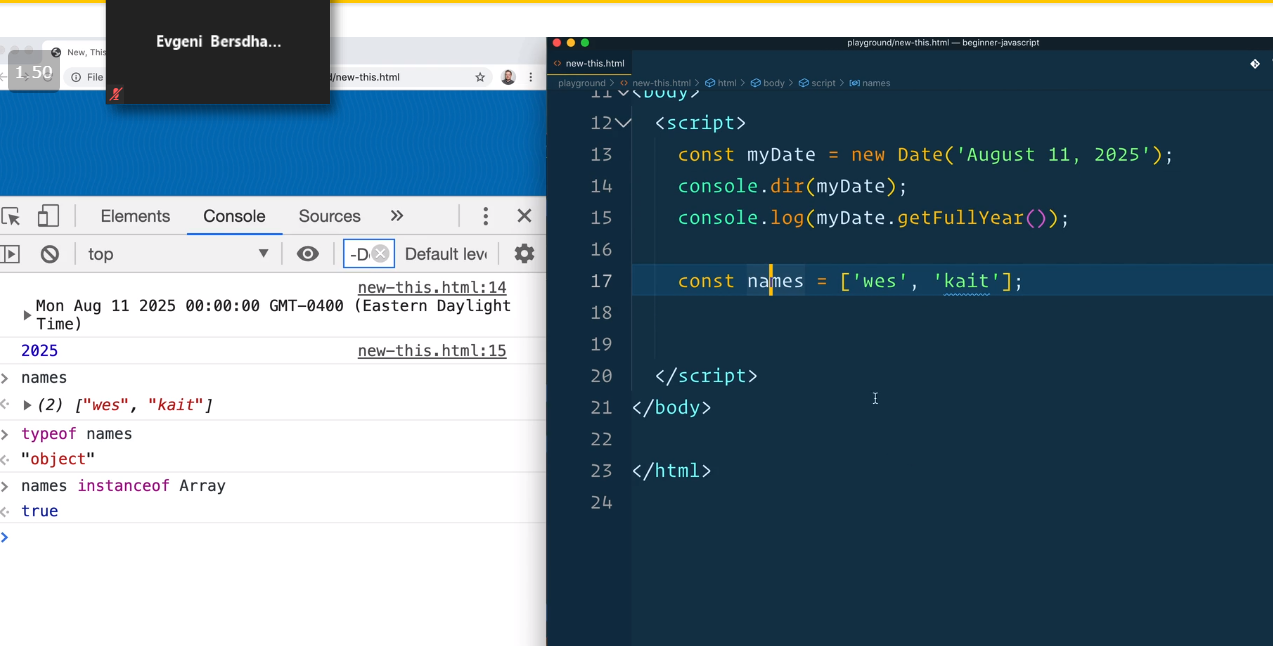 Evgeni Bersdha...
1.50
New, This
File
l/new-this.html
Elements Console Sources »
top
-D
Default leve
new-this.html:14
Mon Aug 11 2025 00:00:00 GMT-0400 (Eastern Daylight
Time)
2025 new-this.html:15
names
(2) ["wes", "kait"]
typeof names
"object"
names instanceof Array
true
playground/new-this.html — beginner-javascript
new-this.html
playground > new-this.html > html > body > script > names
11 <body>
12 <script>
13 const myDate = new Date('August 11, 2025');
14 console.dir(myDate);
15 console.log(myDate.getFullYear());
16
17 const names = ['wes', 'kait'];
18
19
20 </script>
21 </body>
22
23 </html>
24